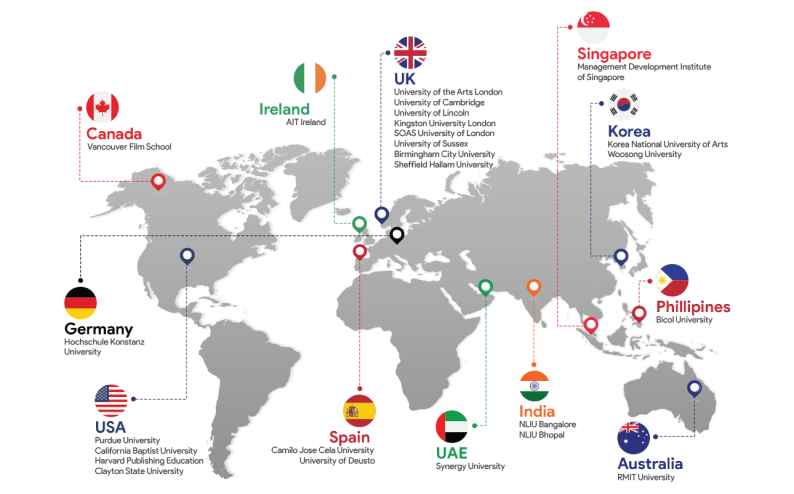 Singapore
Management Development Institute
of Singapore
UK
University of the Arts London
University of Cambridge
University of Lincoln
Kingston University London
SOAS University of London
University of Sussex
Birmingham City University
Sheffield Hallam University
Ireland
AIT Ireland
Canada
Vancouver Film School
Korea
Korea National University of Arts
Woosong University
Phillipines
Bicol University
Germany
Hochschule Konstanz
University
USA
Purdue University
California Baptist University
Harvard Publishing Education
Clayton State University
Spain
Camilo Jose Cela University
University of Deusto
UAE
Synergy University
India
NLIU Bangalore
NLIU Bhopal
Australia
RMIT University